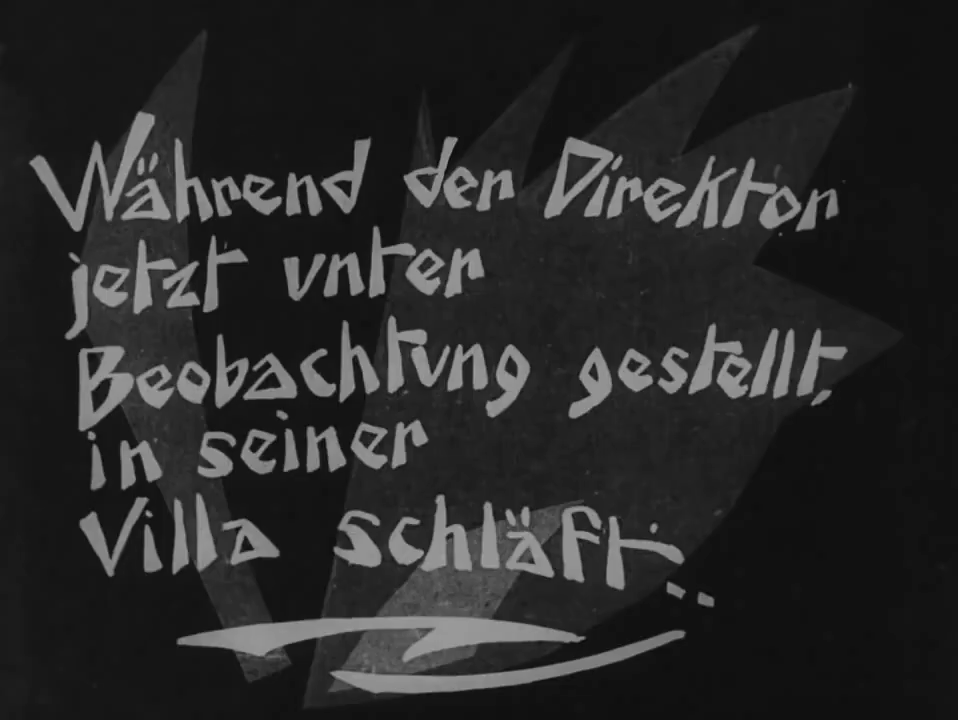 Während der Direktor
jetzt unter
Beobachtung gestellt,
in seiner
Villa schläft...